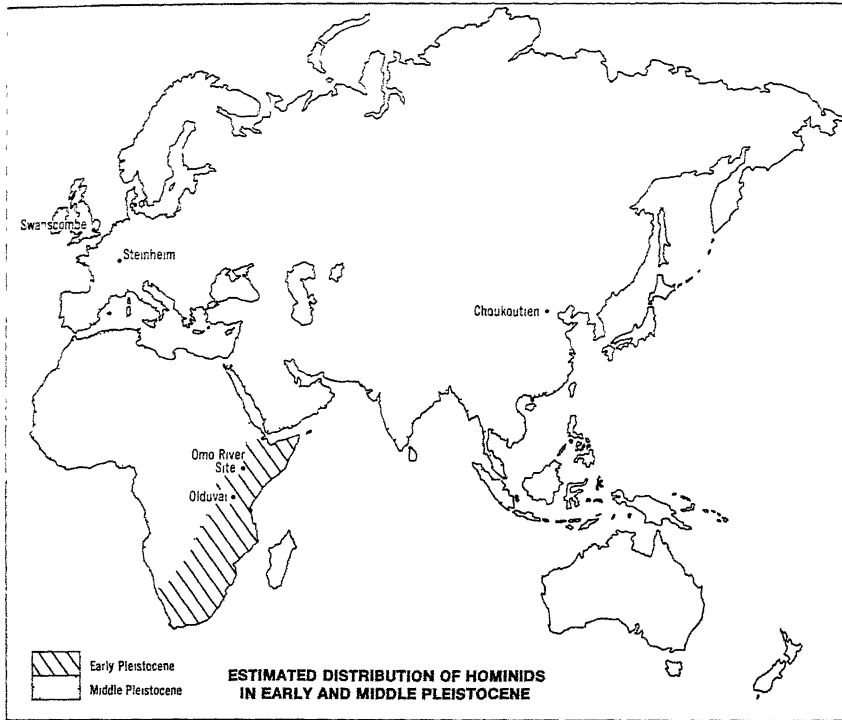 Swanscombe
Steinheim
Choukoutien
Omo River
Site
Olduvai
Early Pleistocene
Middle Pleistocene
ESTIMATED DISTRIBUTION OF HOMINIDS
IN EARLY AND MIDDLE PLEISTOCENE